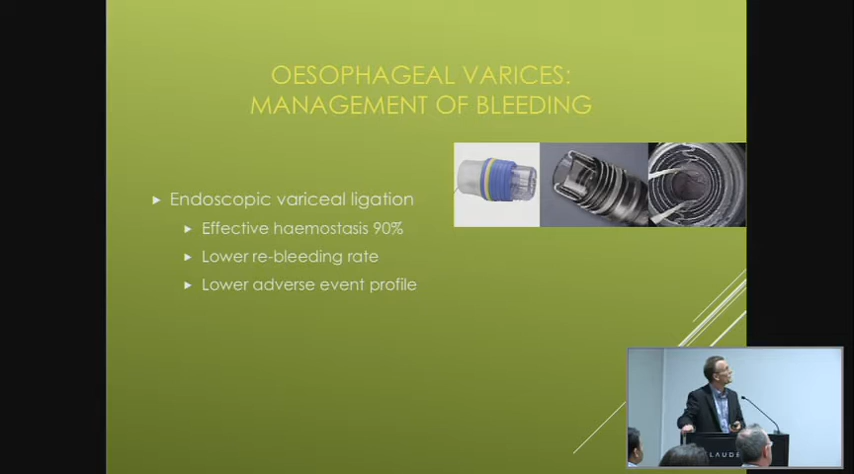 OESOPHAGEAL VARICES:
MANAGEMENT OF BLEEDING
Endoscopic variceal ligation
Effective haemostasis 90%
Lower re-bleeding rate
Lower adverse event profile
LAUDE